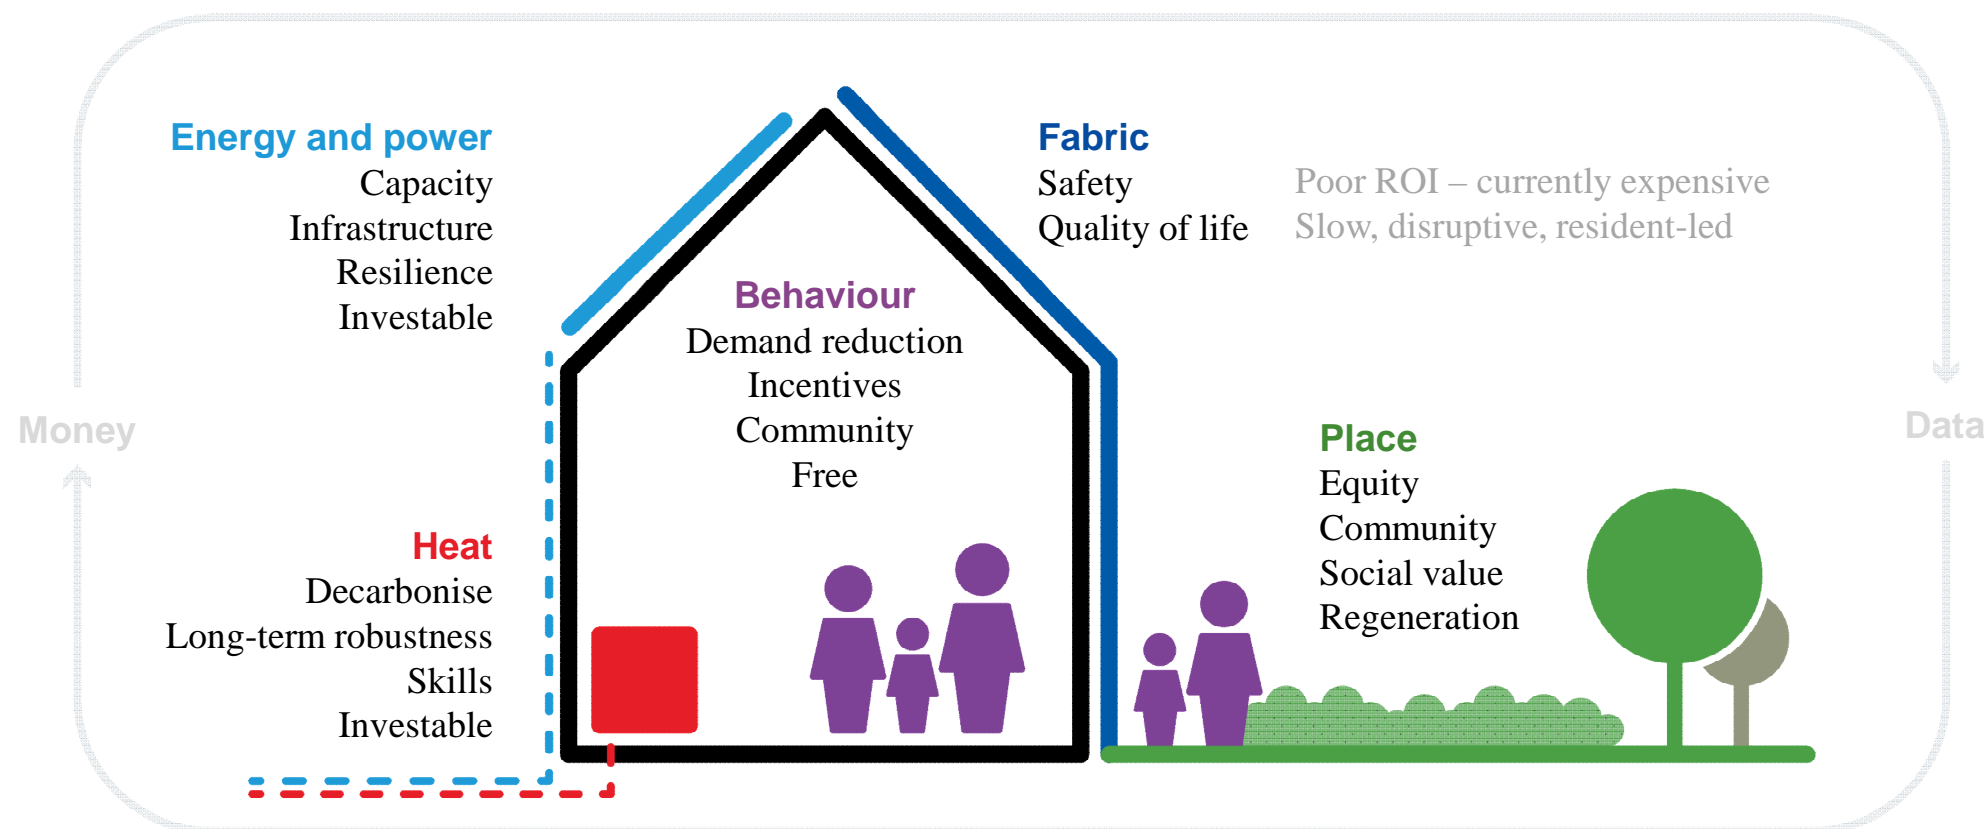 Energy and power
Capacity
Infrastructure
Resilience
Investable
Fabric
Safety
Quality of life
Poor ROI – currently expensive
Slow, disruptive, resident-led
Behaviour
Demand reduction
Incentives
Community
Free
Money
Data
Place
Equity
Community
Social value
Regeneration
Heat
Decarbonise
Long-term robustness
Skills
Investable